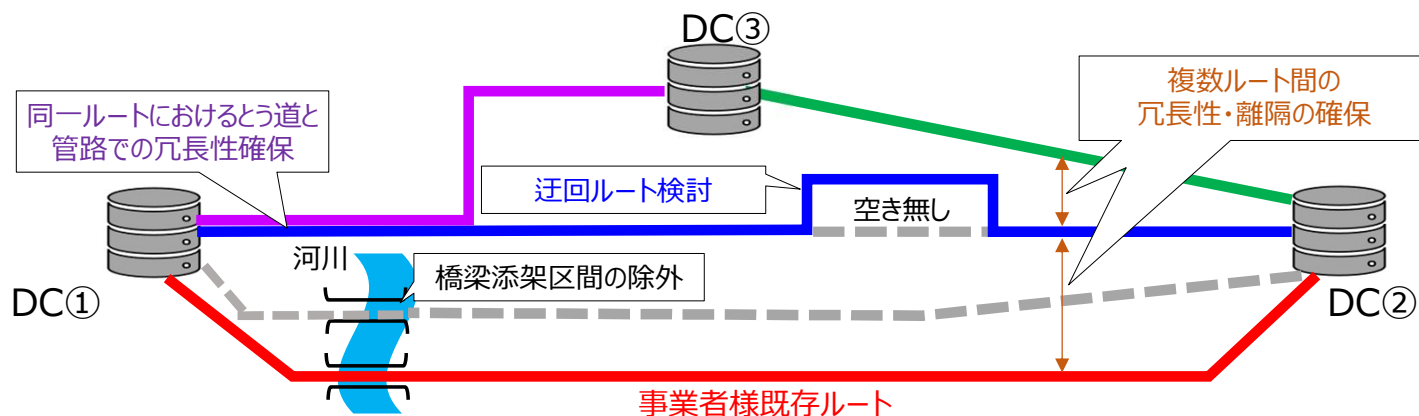 DC③
同一ルートにおけるとう道と
管路での冗長性確保
複数ルート間の
冗長性・離隔の確保
迂回ルート検討
空き無し
河川
橋梁添架区間の除外
DC①
DC②
事業者様既存ルート